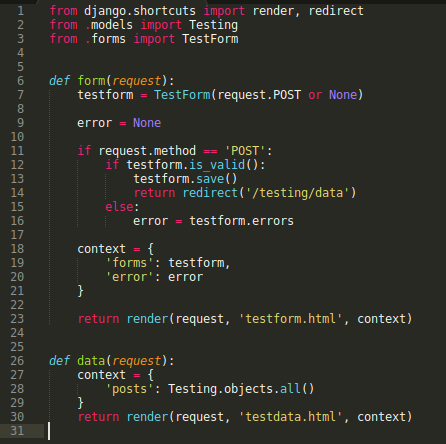 1 from django.shortcuts import render, redirect
2 from .models import Testing
3 from .forms import TestForm
4
5
6 def form(request):
7     testform = TestForm(request.POST or None)
8
9     error = None
10
11     if request.method == 'POST':
12         if testform.is_valid():
13             testform.save()
14             return redirect('/testing/data')
15         else:
16             error = testform.errors
17
18     context = {
19         'forms': testform,
20         'error': error
21     }
22
23     return render(request, 'testform.html', context)
24
25
26 def data(request):
27     context = {
28         'posts': Testing.objects.all()
29     }
30     return render(request, 'testdata.html', context)
31